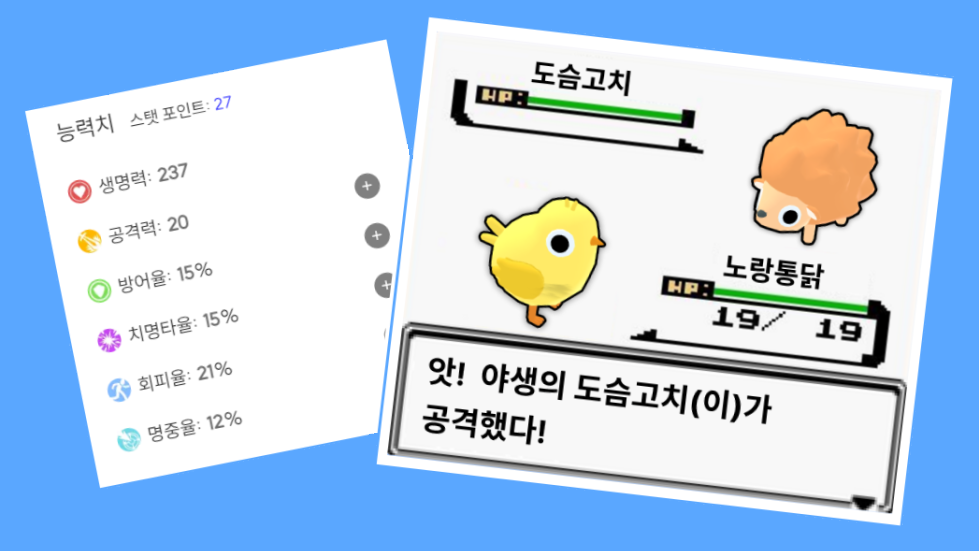 능력치 스탯 포인트: 27
생명력: 237
공격력: 20
방어율: 15%
치명타율: 15%
회피율: 21%
명중율: 12%
도슴고치
HP:
노랑통닭
HP:
19/ 19
앗! 야생의 도슴고치(이)가
공격했다!